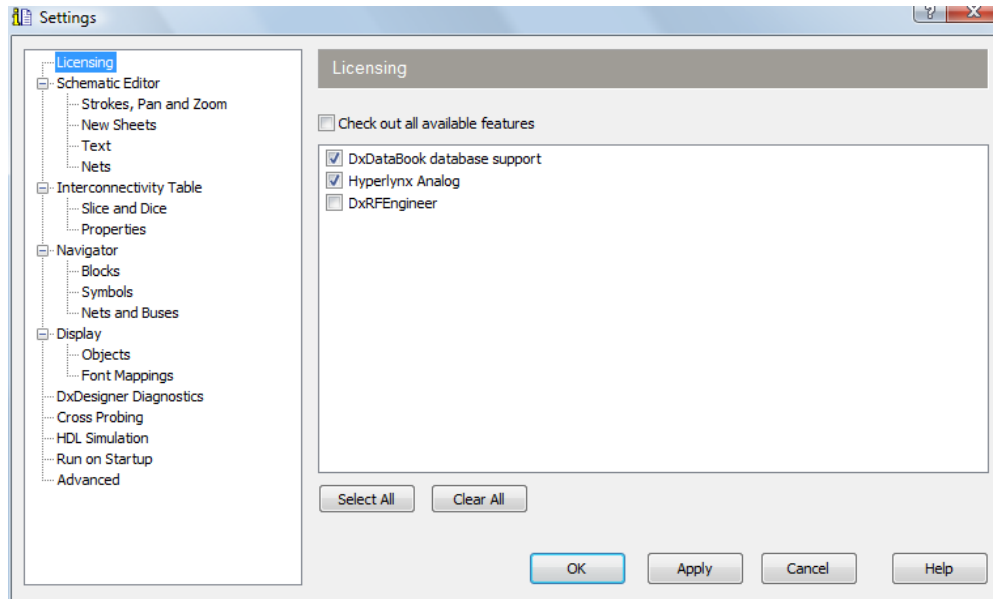 Settings
?
X
Licensing
Schematic Editor
Strokes, Pan and Zoom
New Sheets
Text
Nets
Interconnectivity Table
Slice and Dice
Properties
Navigator
Blocks
Symbols
Nets and Buses
Display
Objects
Font Mappings
DxDesigner Diagnostics
Cross Probing
HDL Simulation
Run on Startup
Advanced
Licensing
Check out all available features
DxDataBook database support
Hyperlynx Analog
DxRFEngineer
Select All Clear All
OK Apply Cancel Help